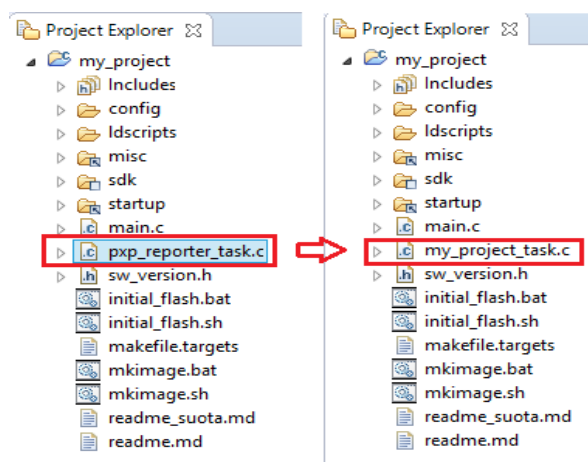 Project Explorer
my_project
Includes
config
ldscripts
misc
sdk
startup
main.c
pxp_reporter_task.c
sw_version.h
initial_flash.bat
initial_flash.sh
makefile.targets
mkimage.bat
mkimage.sh
readme_suota.md
readme.md
Project Explorer
my_project
Includes
config
ldscripts
misc
sdk
startup
main.c
my_project_task.c
sw_version.h
initial_flash.bat
initial_flash.sh
makefile.targets
mkimage.bat
mkimage.sh
readme_suota.md
readme.md